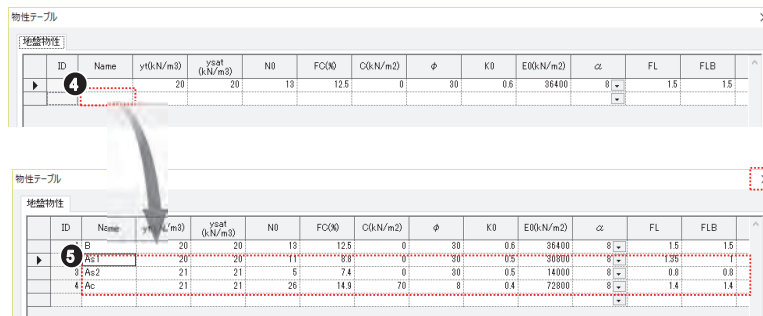 物性テーブル
地盤物性
ID Name γt(kN/m3) γsat (kN/m3) N0 FC(%) C(kN/m2) φ K0 E0(kN/m2) α FL FLB
4 20 20 13 12.5 0 30 0.6 36400 8 1.5 1.5
物性テーブル
地盤物性
ID Name /m3) γsat (kN/m3) N0 FC(%) C(kN/m2) φ K0 E0(kN/m2) α FL FLB
B 20 20 13 12.5 0 30 0.6 36400 8 1.5 1.5
5 As1 20 20 11 8.8 0 30 0.5 30800 8 1.35 1
3 As2 21 21 5 7.4 0 30 0.5 14000 8 0.8 0.8
4 Ac 21 21 26 14.9 70 8 0.4 72800 8 1.4 1.4